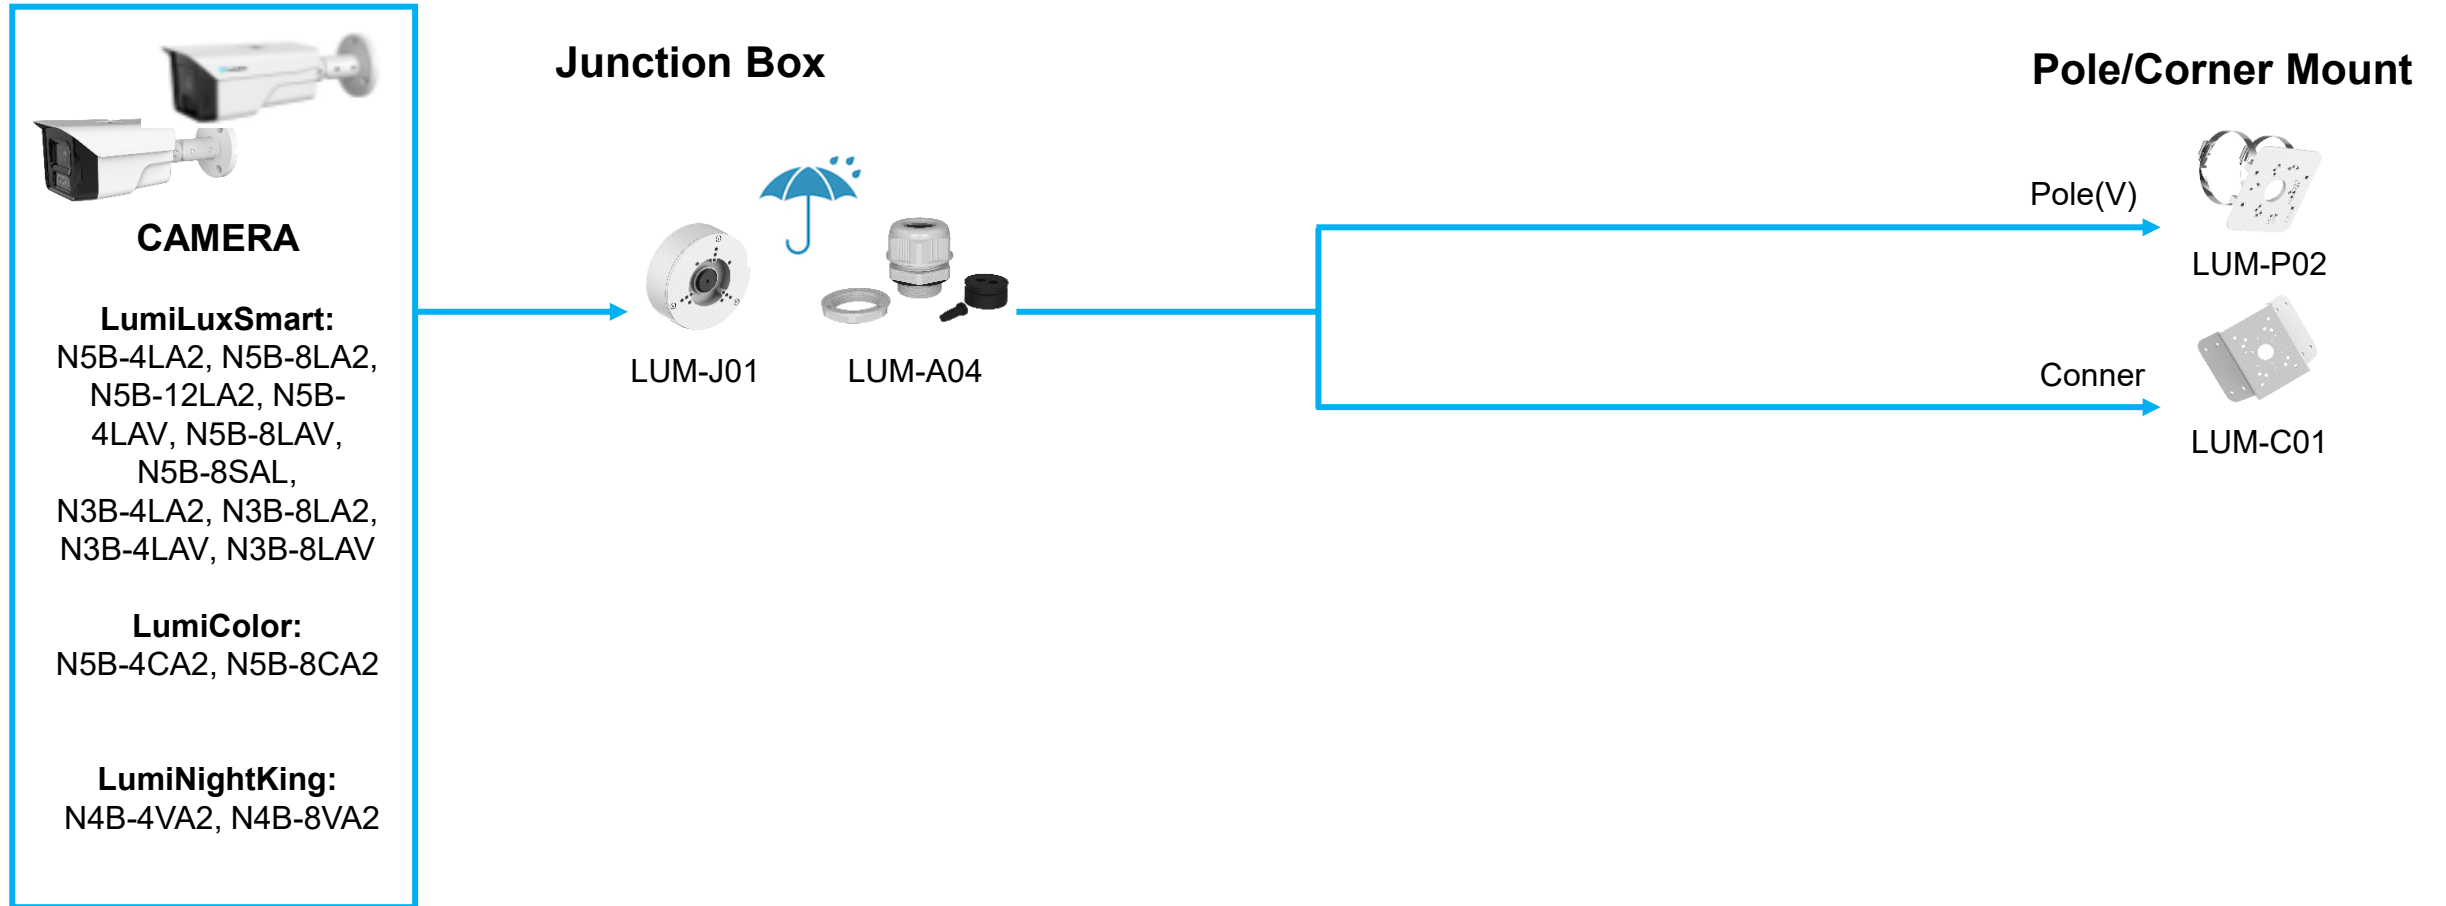 Junction Box
Pole/Corner Mount
CAMERA
LumiLuxSmart:
N5B-4LA2, N5B-8LA2,
N5B-12LA2, N5B-
4LAV, N5B-8LAV,
N5B-8SAL,
N3B-4LA2, N3B-8LA2,
N3B-4LAV, N3B-8LAV
LumiColor:
N5B-4CA2, N5B-8CA2
LumiNightKing:
N4B-4VA2, N4B-8VA2
LUM-J01
LUM-A04
Pole(V)
LUM-P02
Conner
LUM-C01